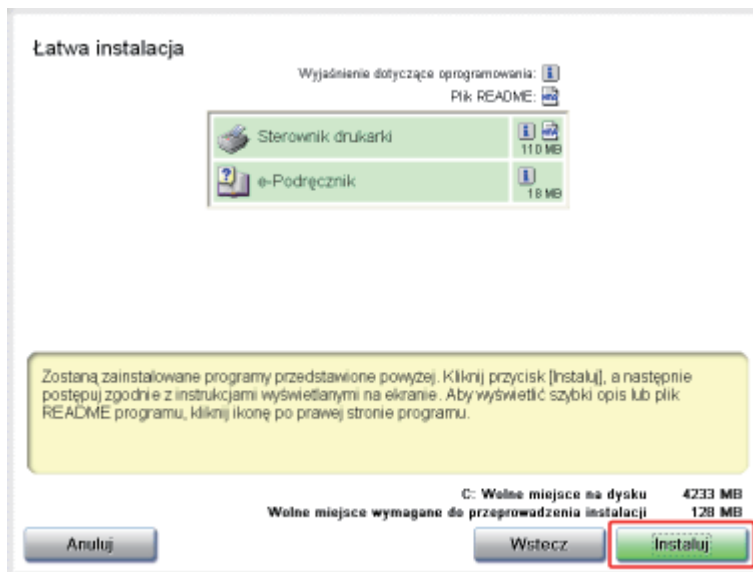 Łatwa instalacja
Wyjaśnienie dotyczące oprogramowania:
Plik README:
Sterownik drukarki
110 MB
e-Podręcznik
18 MB
Zostaną zainstalowane programy przedstawione powyżej. Kliknij przycisk [Instaluj], a następnie
postępuj zgodnie z instrukcjami wyświetlanymi na ekranie. Aby wyświetlić szybki opis lub plik
README programu, kliknij ikonę po prawej stronie programu.
C: Wolne miejsce na dysku 4233 MB
Wolne miejsce wymagane do przeprowadzenia instalacji 128 MB
Anuluj Wstecz Instaluj